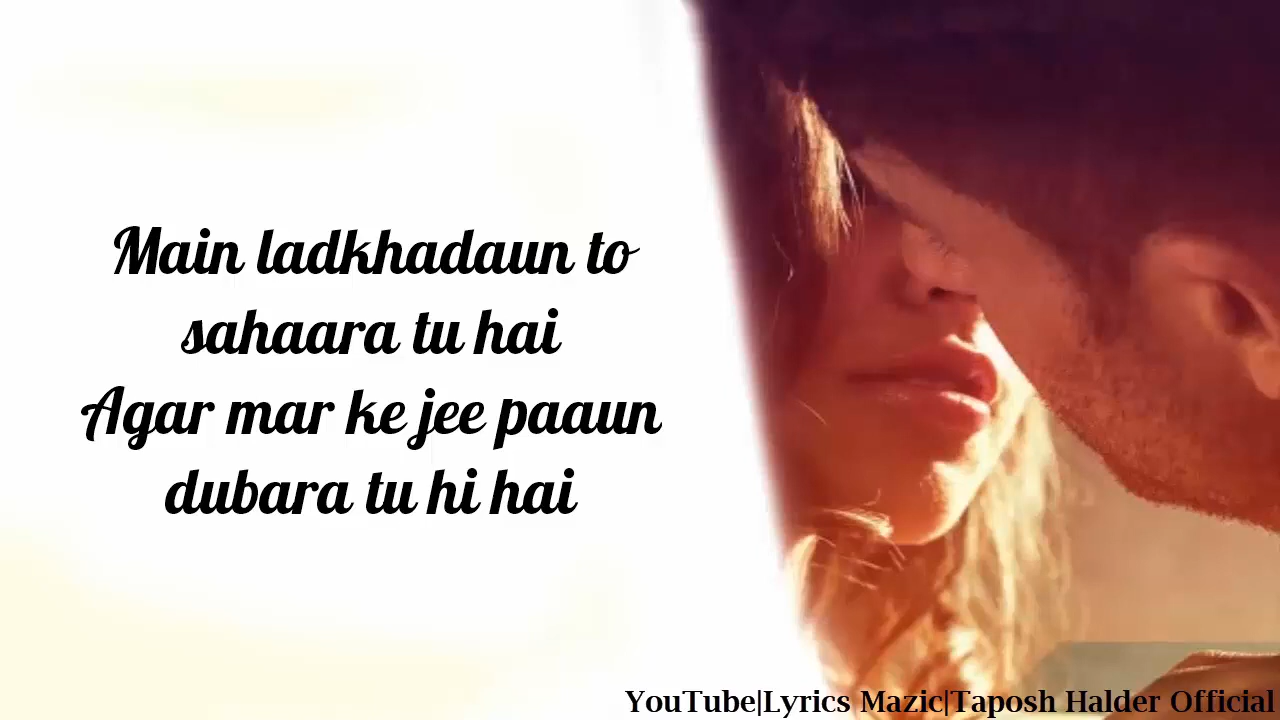 Main ladkhadaun to
sahaara tu hai
Agar mar ke jee paaun
dubara tu hi hai
YouTube|Lyrics Mazic|Taposh Halder Official